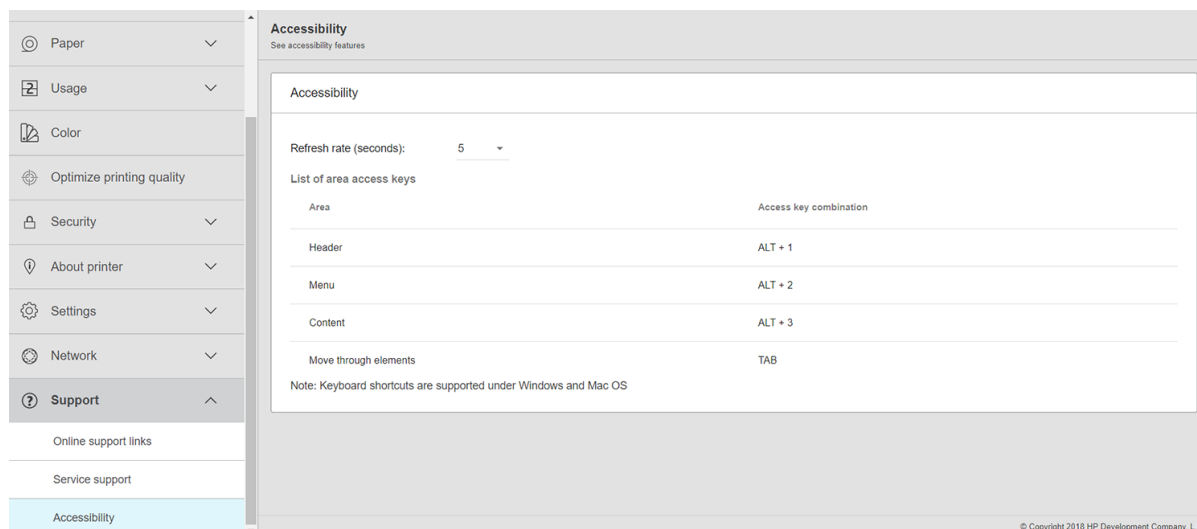 Paper
Usage
Color
Optimize printing quality
Security
About printer
Settings
Network
Support
Online support links
Service support
Accessibility
Accessibility
See accessibility features
Accessibility
Refresh rate (seconds): 5
List of area access keys
Area Access key combination
Header ALT + 1
Menu ALT + 2
Content ALT + 3
Move through elements TAB
Note: Keyboard shortcuts are supported under Windows and Mac OS
© Copyright 2018 HP Development Company, L